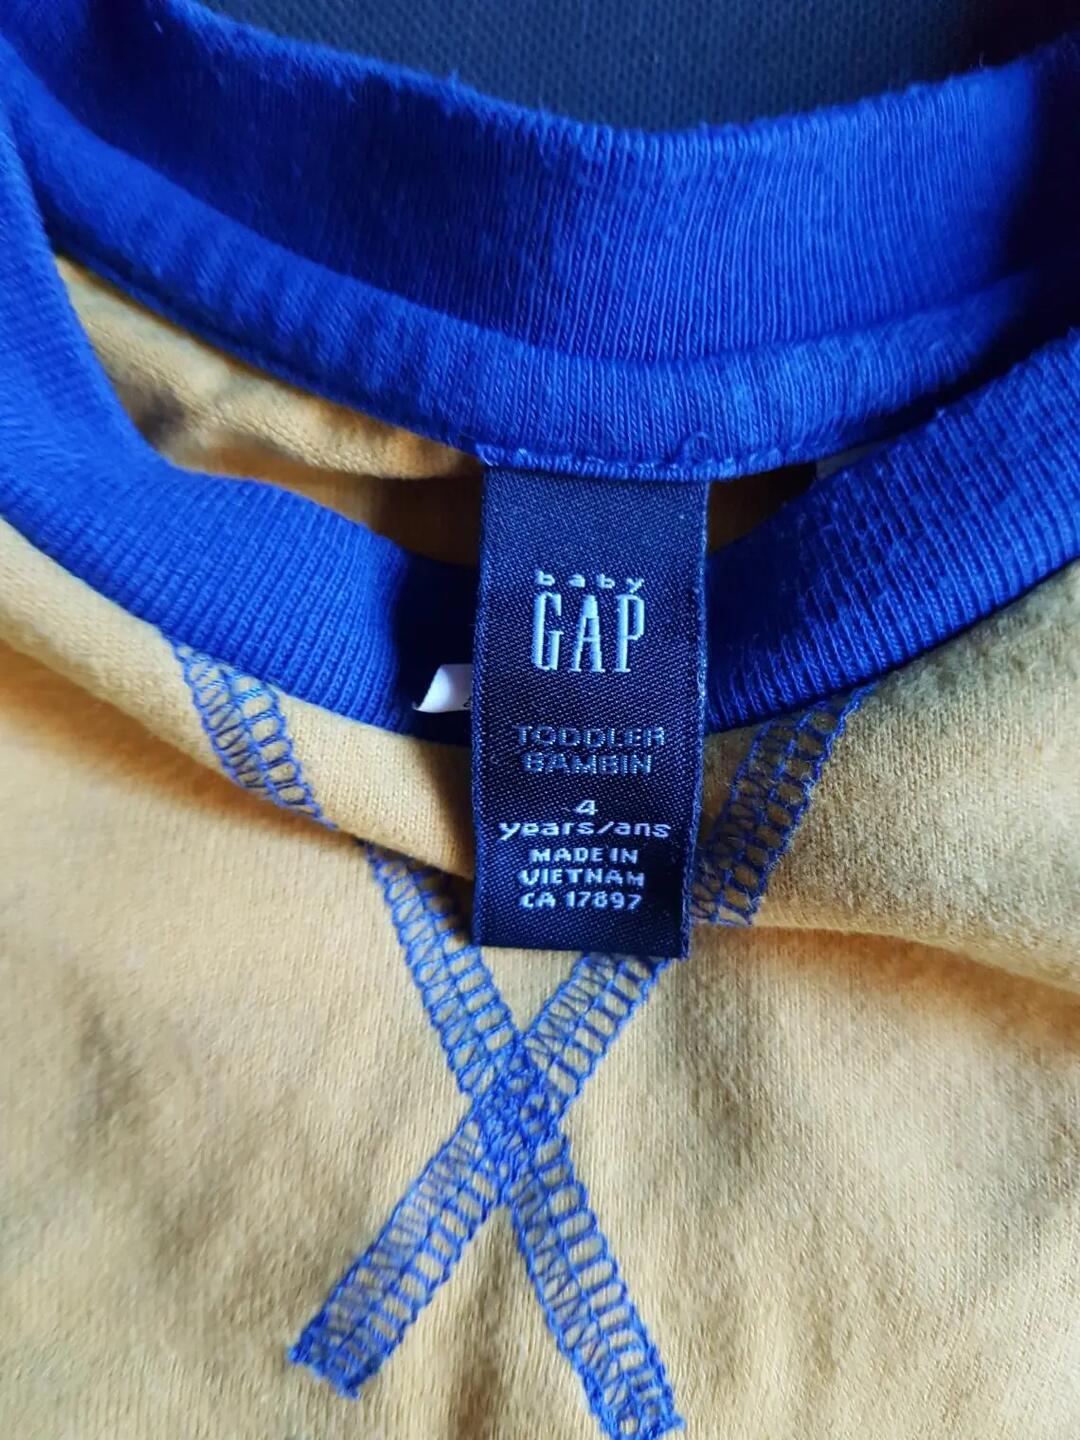 baby
GAP
TODDLER
BAMBIN
4
years/ans
MADE IN
VIETNAM
CA 17897